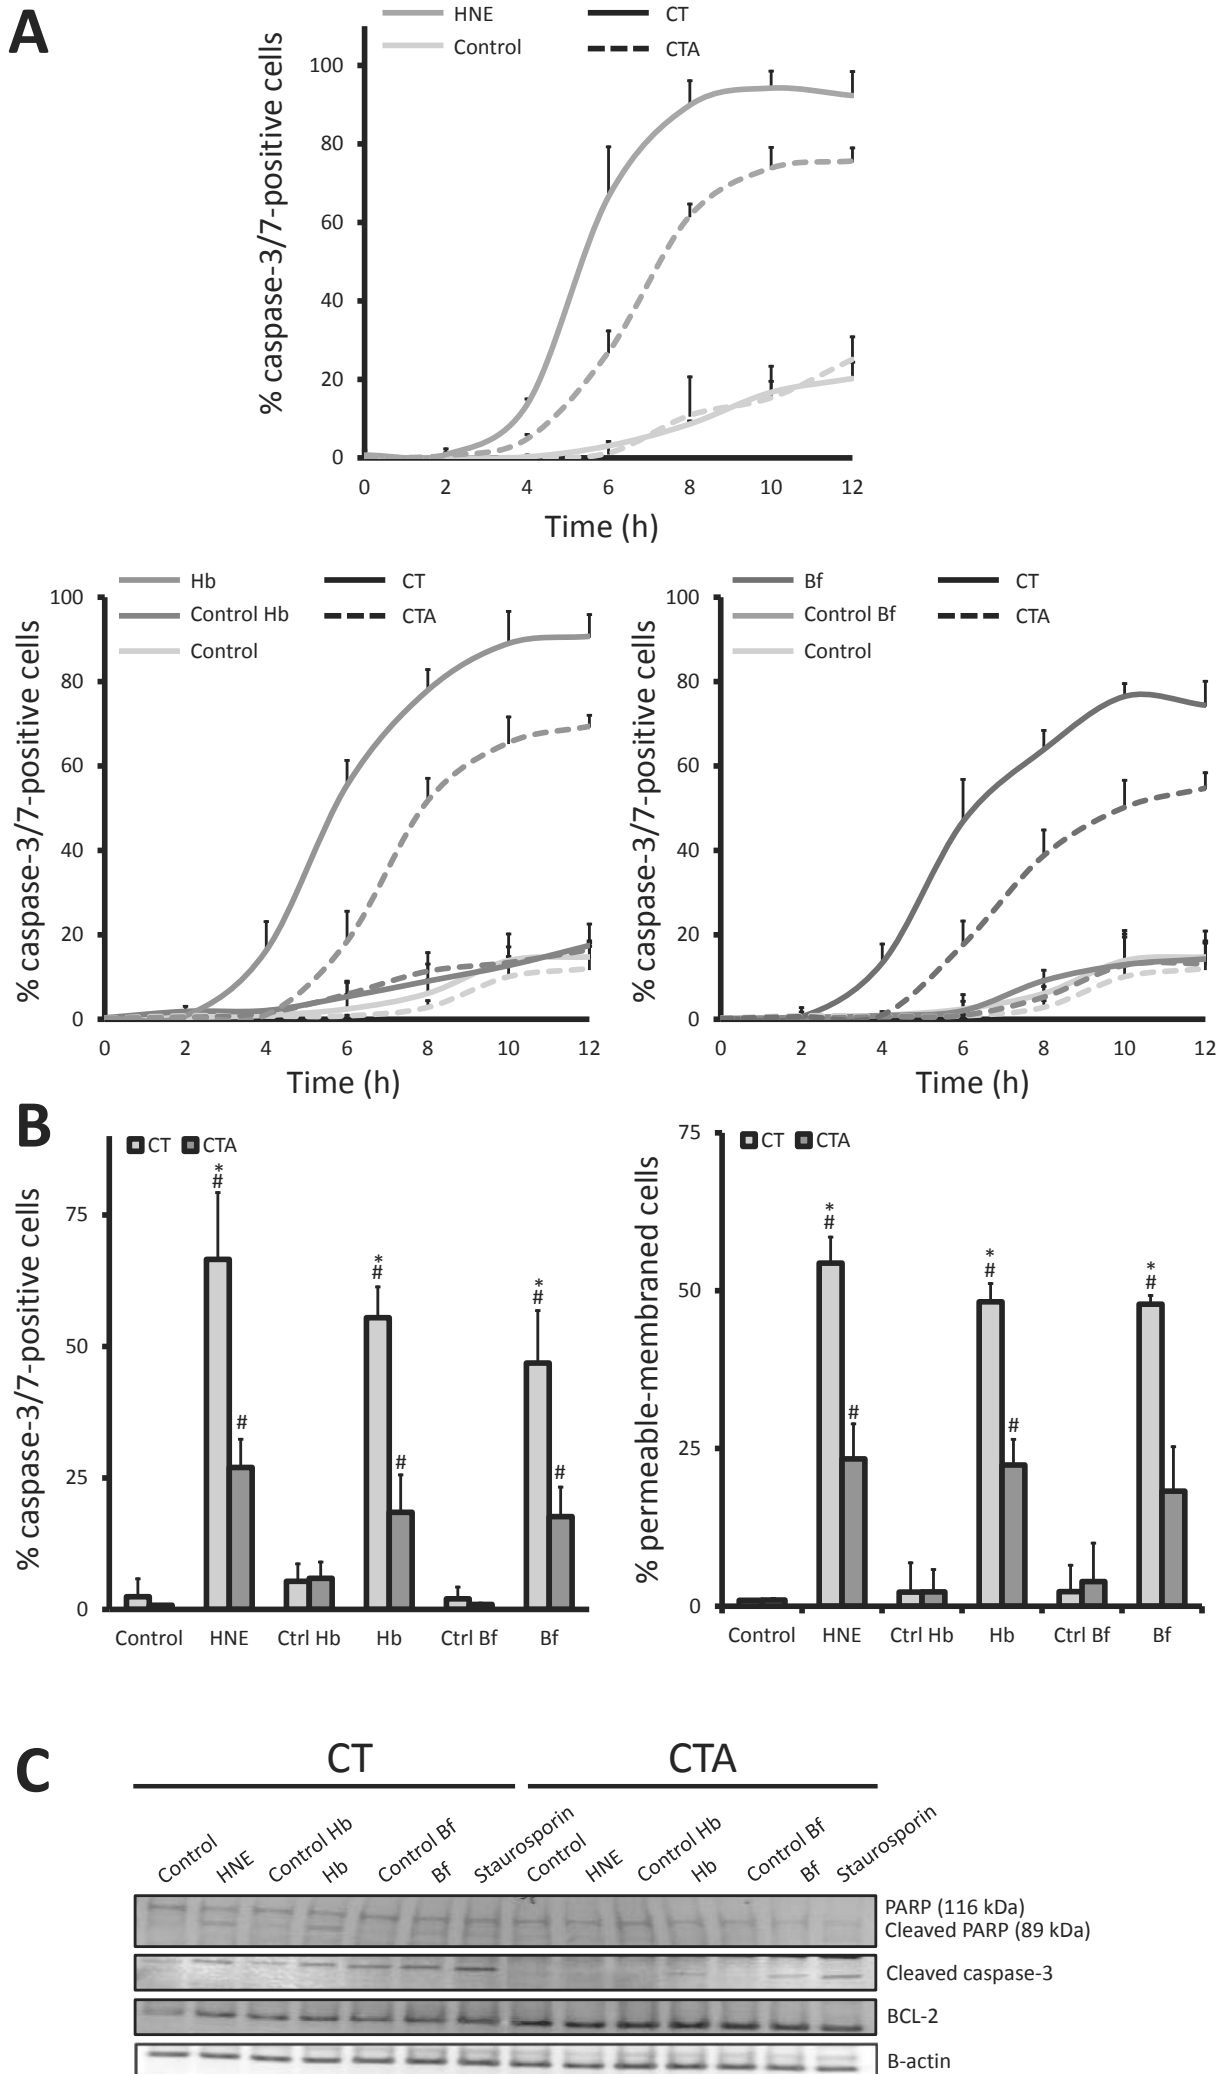 A
HNE
CT
Control
CTA
% caspase-3/7-positive cells
100
80
60
40
20
0
0 2 4 6 8 10 12
Time (h)
Hb
CT
Control Hb
CTA
Control
% caspase-3/7-positive cells
100
80
60
40
20
0
0 2 4 6 8 10 12
Time (h)
Bf
CT
Control Bf
CTA
Control
% caspase-3/7-positive cells
100
80
60
40
20
0
0 2 4 6 8 10 12
Time (h)
B
CT CTA
% caspase-3/7-positive cells
75
50
25
0
*
#
#
*
#
#
*
#
#
Control HNE Ctrl Hb Hb Ctrl Bf Bf
CT CTA
% permeable-membraned cells
75
50
25
0
*
#
#
*
#
#
*
#
Control HNE Ctrl Hb Hb Ctrl Bf Bf
C
CT CTA
Control HNE Control Hb Hb Control Bf Bf Staurosporin Control HNE Control Hb Hb Control Bf Bf Staurosporin
PARP (116 kDa)
Cleaved PARP (89 kDa)
Cleaved caspase-3
BCL-2
B-actin